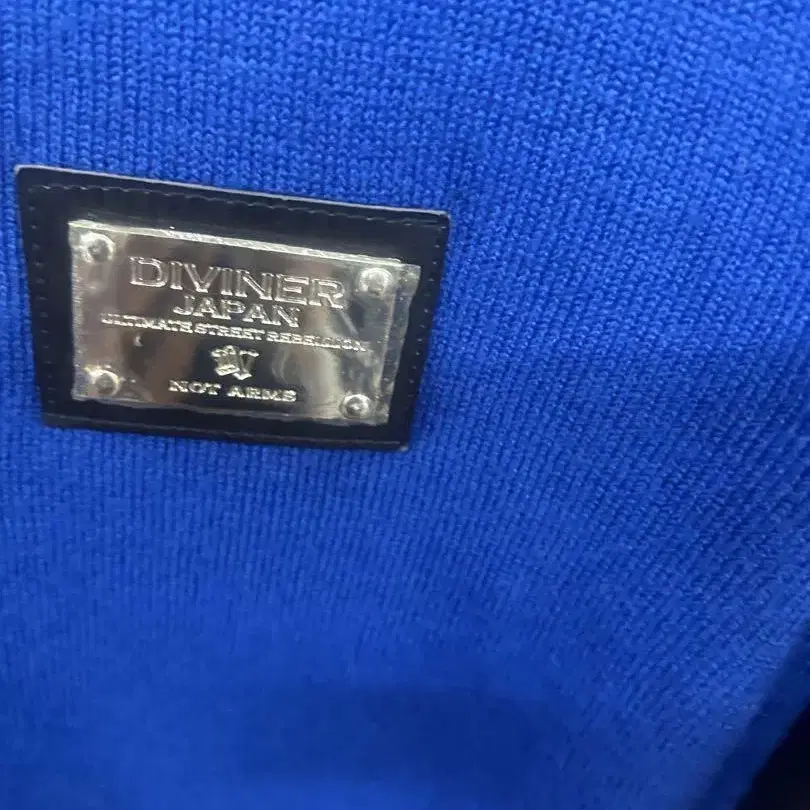 DIVINER
JAPAN
ULTIMATE STREET REBELLION
NOT ARMS